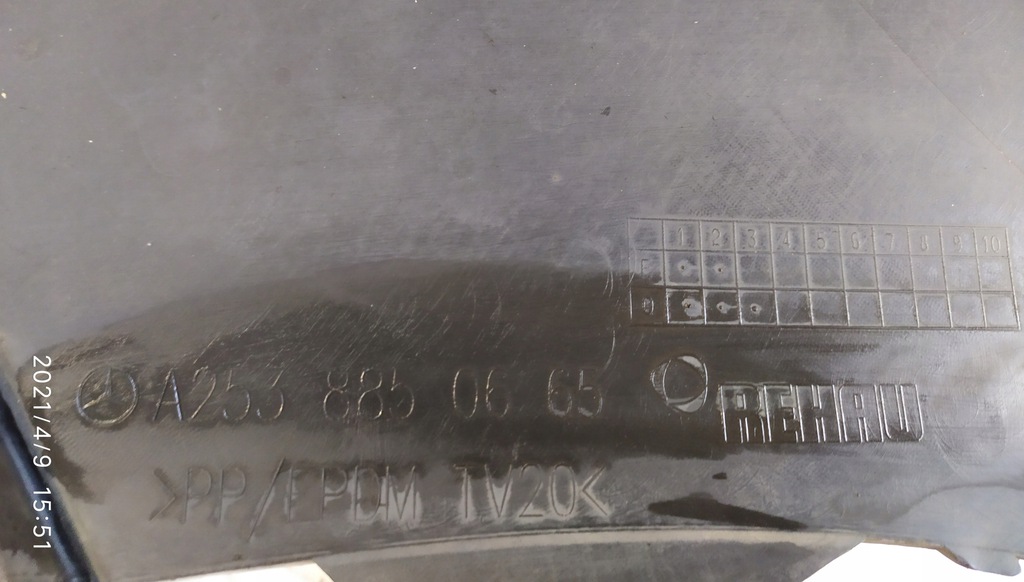 1 2 3 4 5 6 7 8 9 10
A253 885 06 65
REHAU
>PP/EPDM TV20<
2021/4/9 15:51